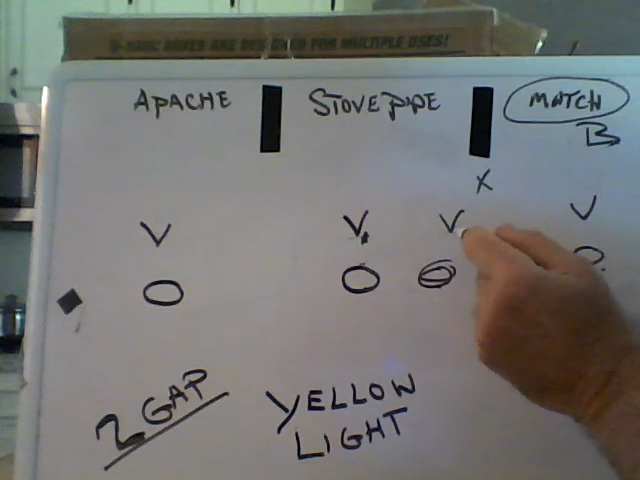 U-HAUL BOXES ARE DESIGNED FOR MULTIPLE USES!
APACHE STOVEPIPE MATCH
B
X
V V V V
O O O O
2 GAP YELLOW
LIGHT